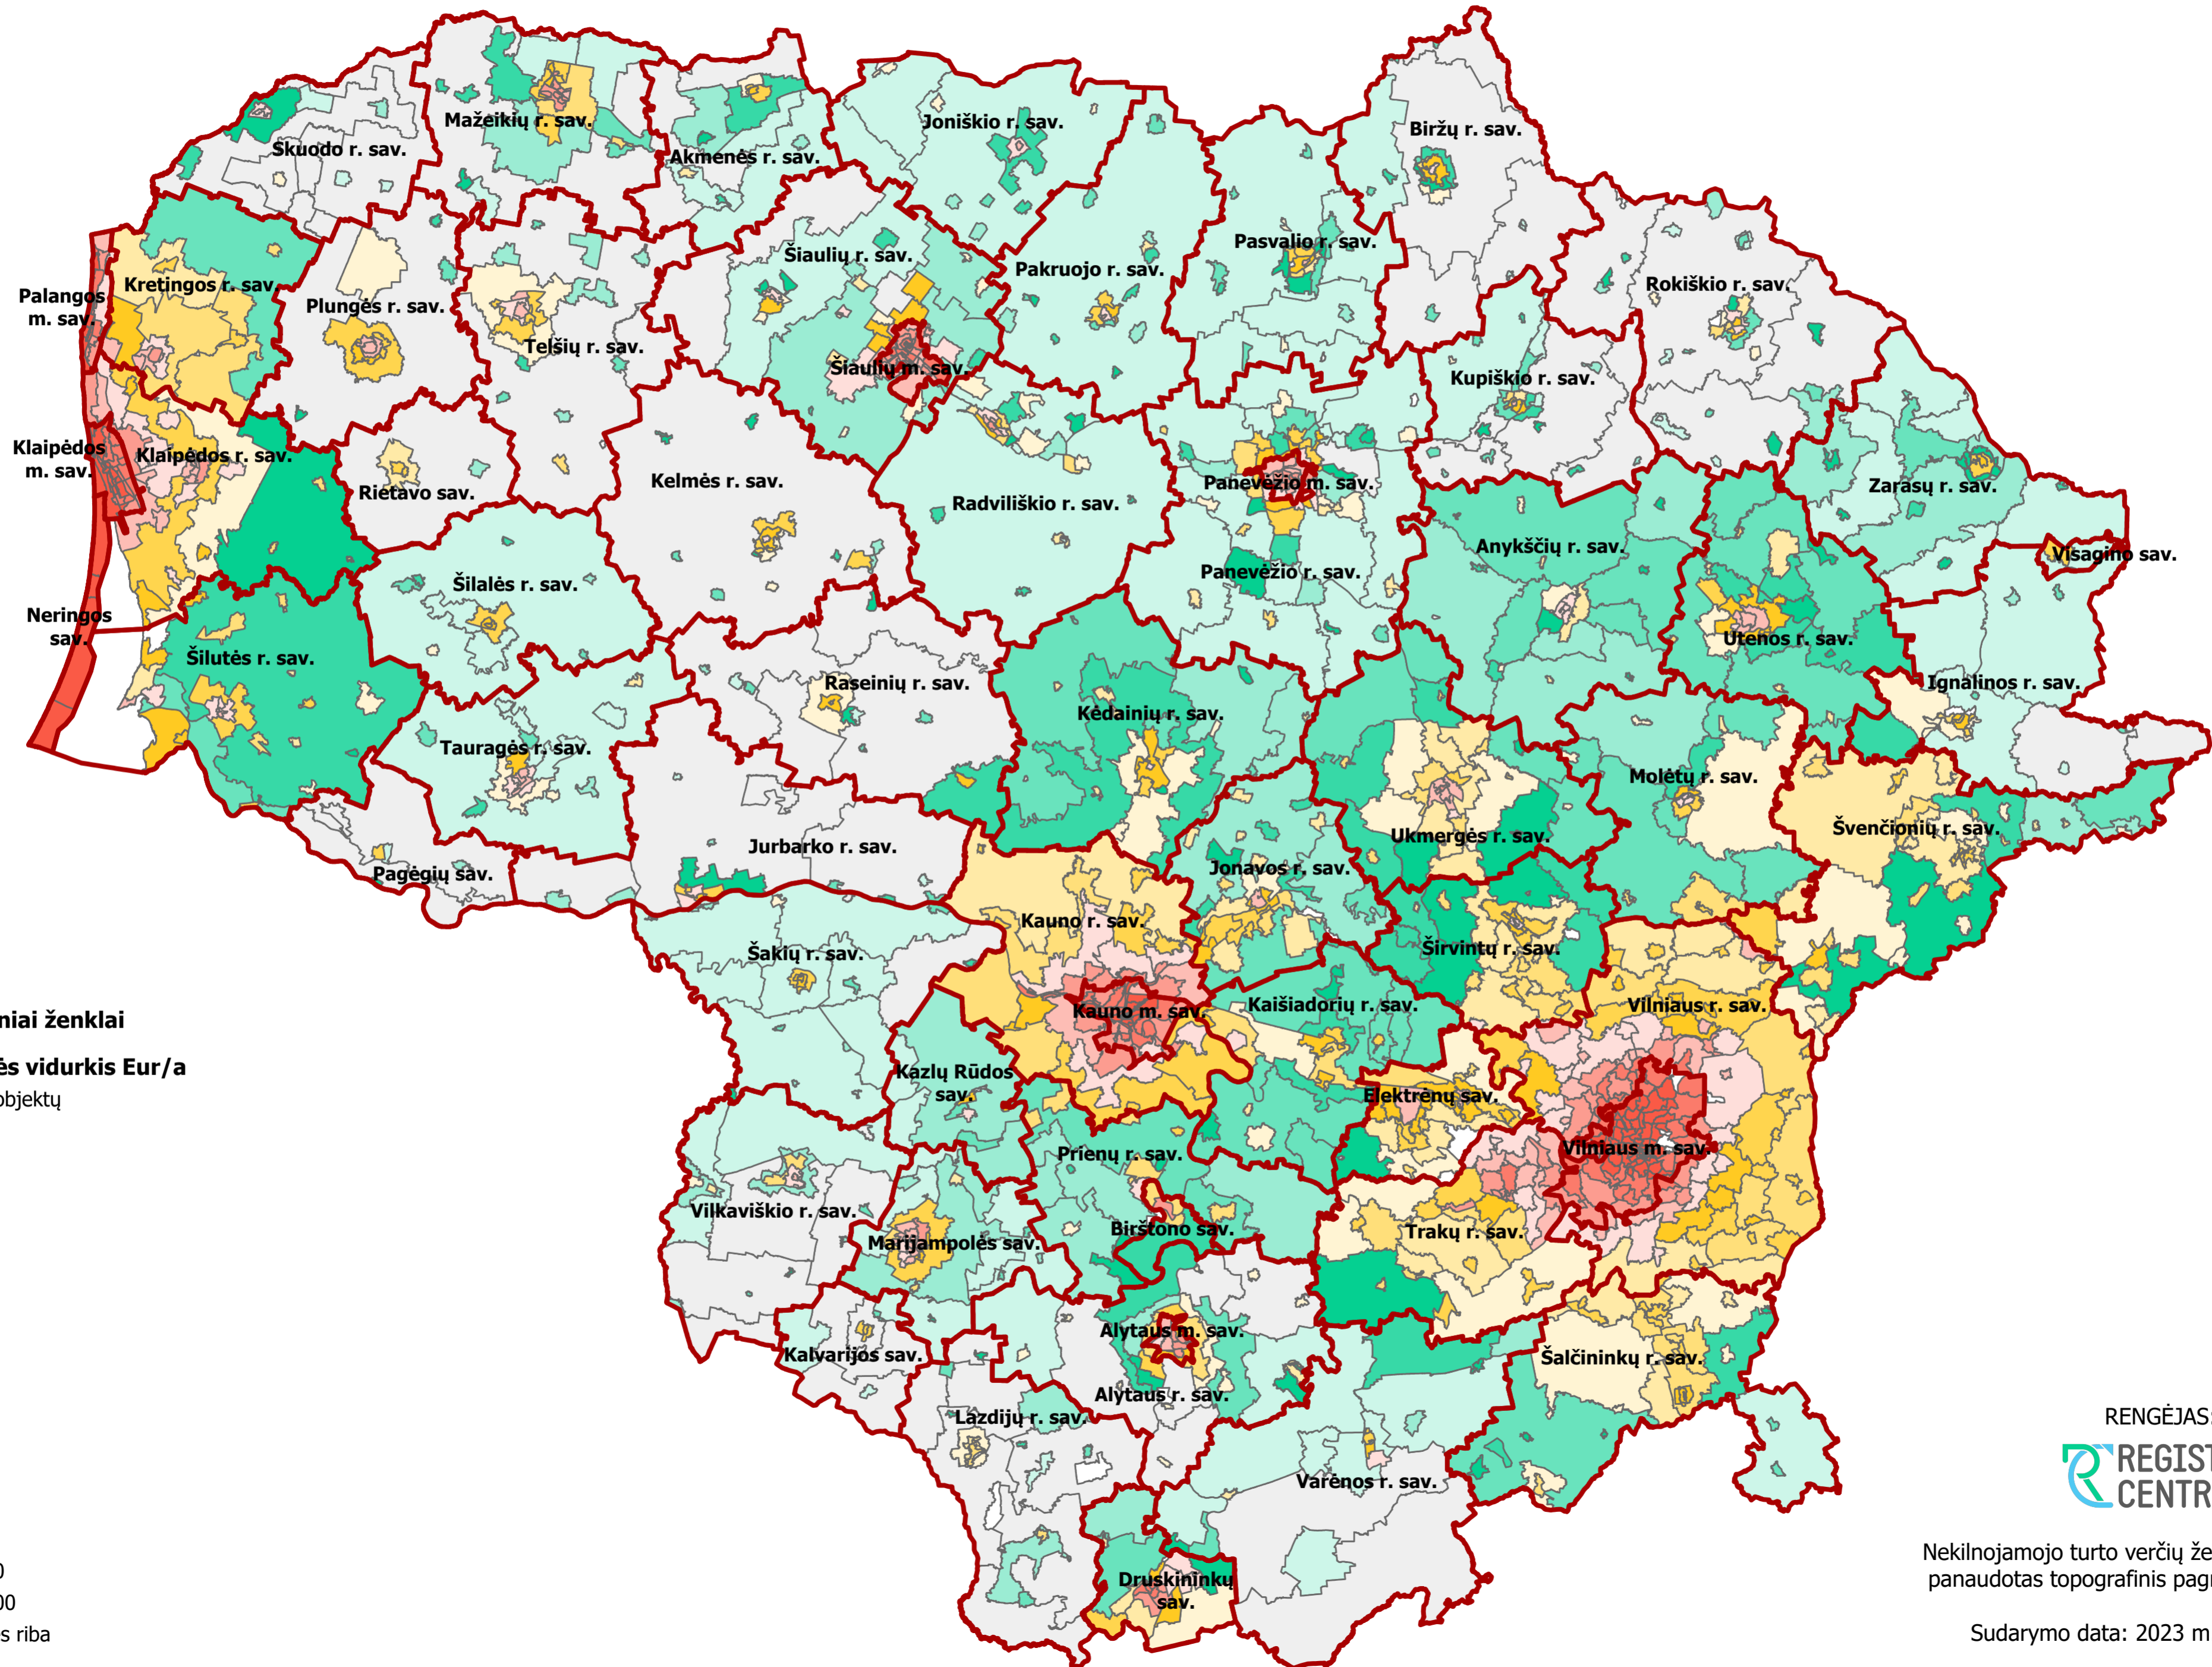 Mažeikių r. sav.
Skuodo r. sav.
Akmenės r. sav.
Joniškio r. sav.
Biržų r. sav.
Šiaulių r. sav.
Pakruojo r. sav.
Pasvalio r. sav.
Rokiškio r. sav.
Palangos
m. sav.
Kretingos r. sav.
Plungės r. sav.
Telšių r. sav.
Šiaulių m. sav.
Kupiškio r. sav.
Klaipėdos
m. sav.
Klaipėdos r. sav.
Rietavo sav.
Kelmės r. sav.
Radviliškio r. sav.
Panevėžio m. sav.
Zarasų r. sav.
Anykščių r. sav.
Visagino sav.
Šilalės r. sav.
Panevėžio r. sav.
Neringos
sav.
Šilutės r. sav.
Utenos r. sav.
Raseinių r. sav.
Ignalinos r. sav.
Kėdainių r. sav.
Tauragės r. sav.
Molėtų r. sav.
Jurbarko r. sav.
Ukmergės r. sav.
Švenčionių r. sav.
Pagėgių sav.
Jonavos r. sav.
Kauno r. sav.
Šakių r. sav.
Širvintų r. sav.
Kauno m. sav.
Kaišiadorių r. sav.
Vilniaus r. sav.
niai ženklai
ės vidurkis Eur/a
objektų
Kazlų Rūdos
sav.
Elektrėnų sav.
Prienų r. sav.
Vilniaus m. sav.
Vilkaviškio r. sav.
Marijampolės sav.
Birštono sav.
Trakų r. sav.
Alytaus m. sav.
Kalvarijos sav.
Šalčininkų r. sav.
Alytaus r. sav.
Lazdijų r. sav.
Varėnos r. sav.
Druskininkų
sav.
0
00
s riba
RENGĖJAS:
REGIST
CENTR
Nekilnojamojo turto verčių že
panaudotas topografinis pagr
Sudarymo data: 2023 m